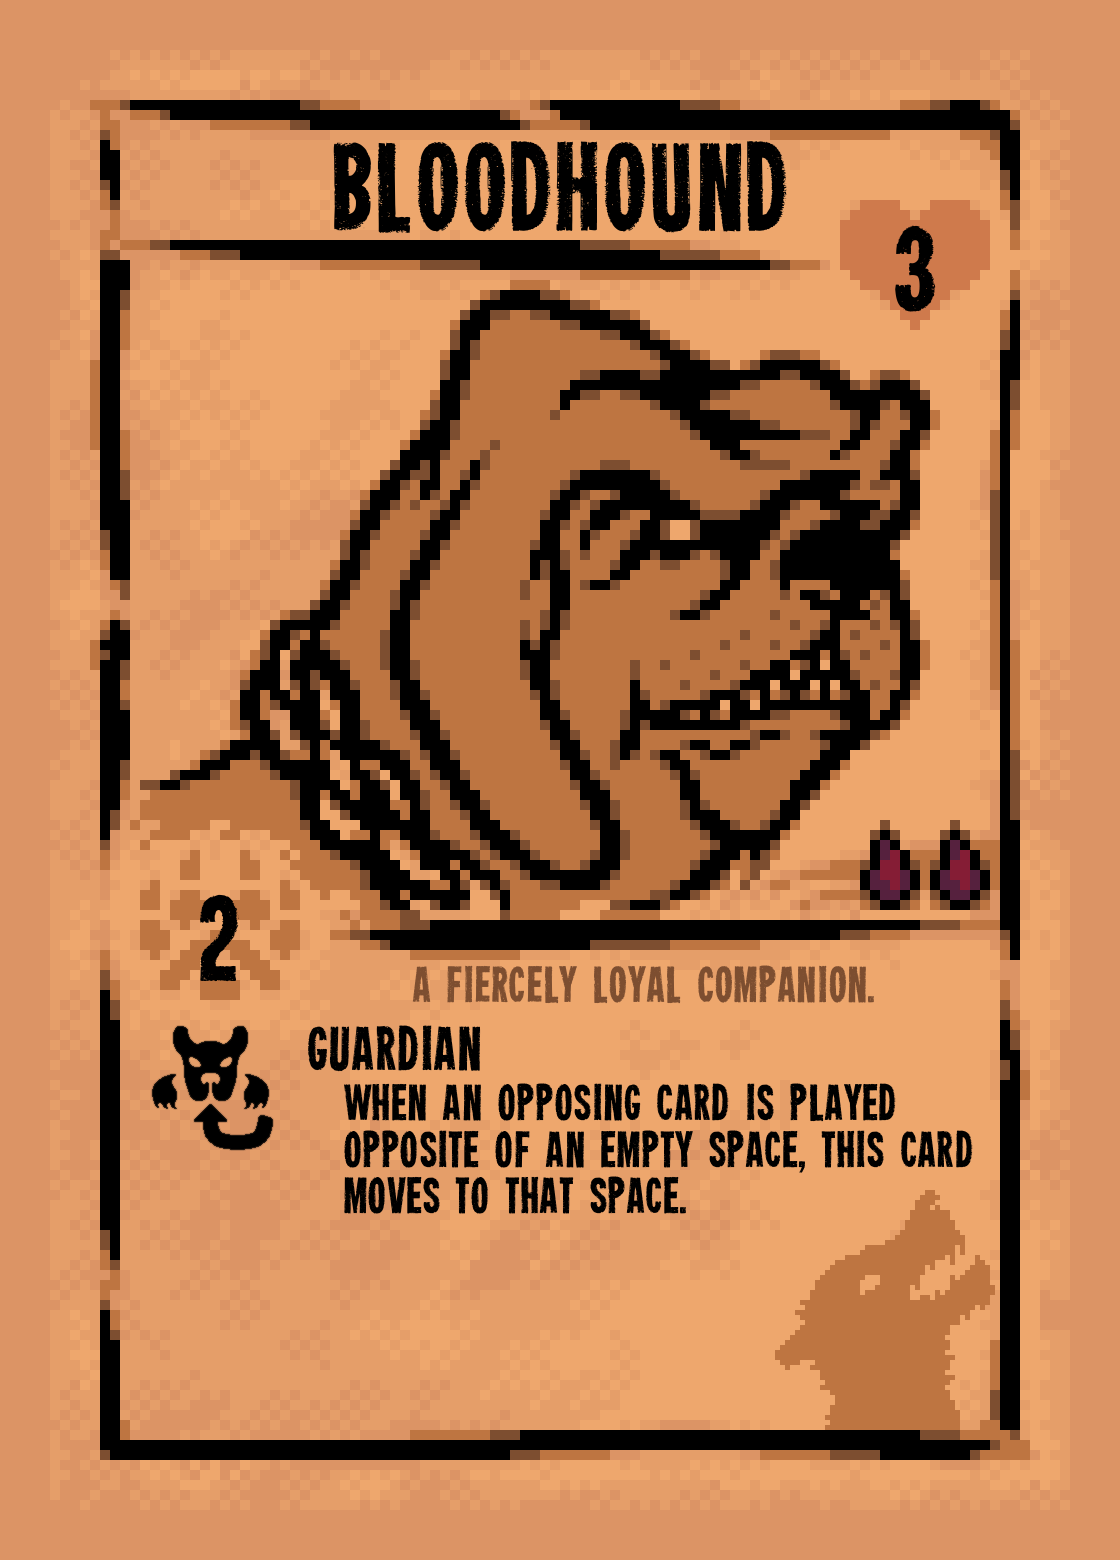 BLOODHOUND
3
2
A FIERCELY LOYAL COMPANION.
GUARDIAN
WHEN AN OPPOSING CARD IS PLAYED
OPPOSITE OF AN EMPTY SPACE, THIS CARD
MOVES TO THAT SPACE.